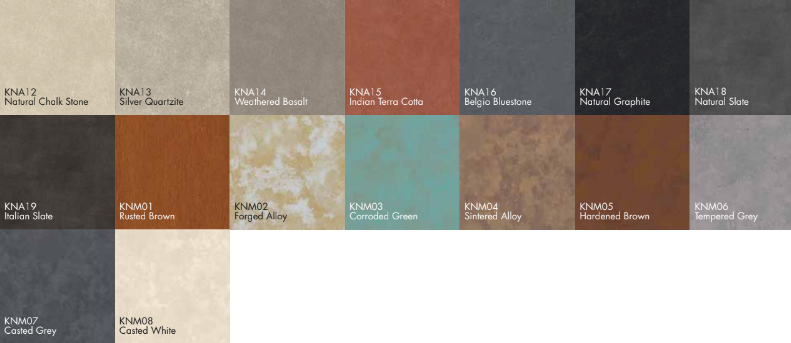 KNA12
Natural Chalk Stone
KNA13
Silver Quartzite
KNA14
Weathered Basalt
KNA15
Indian Terra Cotta
KNA16
Belgio Bluestone
KNA17
Natural Graphite
KNA18
Natural Slate
KNA19
Italian Slate
KNM01
Rusted Brown
KNM02
Forged Alloy
KNM03
Corroded Green
KNM04
Sintered Alloy
KNM05
Hardened Brown
KNM06
Tempered Grey
KNM07
Casted Grey
KNM08
Casted White